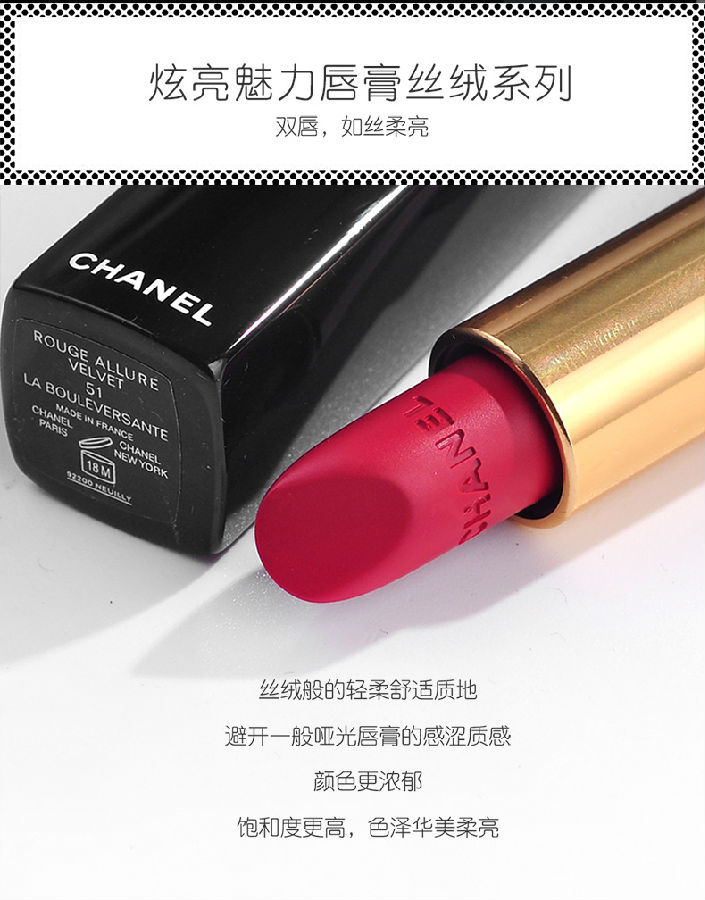 炫亮魅力唇膏丝绒系列
双唇，如丝柔亮
CHANEL
ROUGE ALLURE
VELVET
51
LA BOULEVERSANTE
MADE IN FRANCE
CHANEL
PARIS
CHANEL
NEW YORK
18 M
92200 NEUILLY
CHANEL
丝绒般的轻柔舒适质地
避开一般哑光唇膏的感涩质感
颜色更浓郁
饱和度更高，色泽华美柔亮